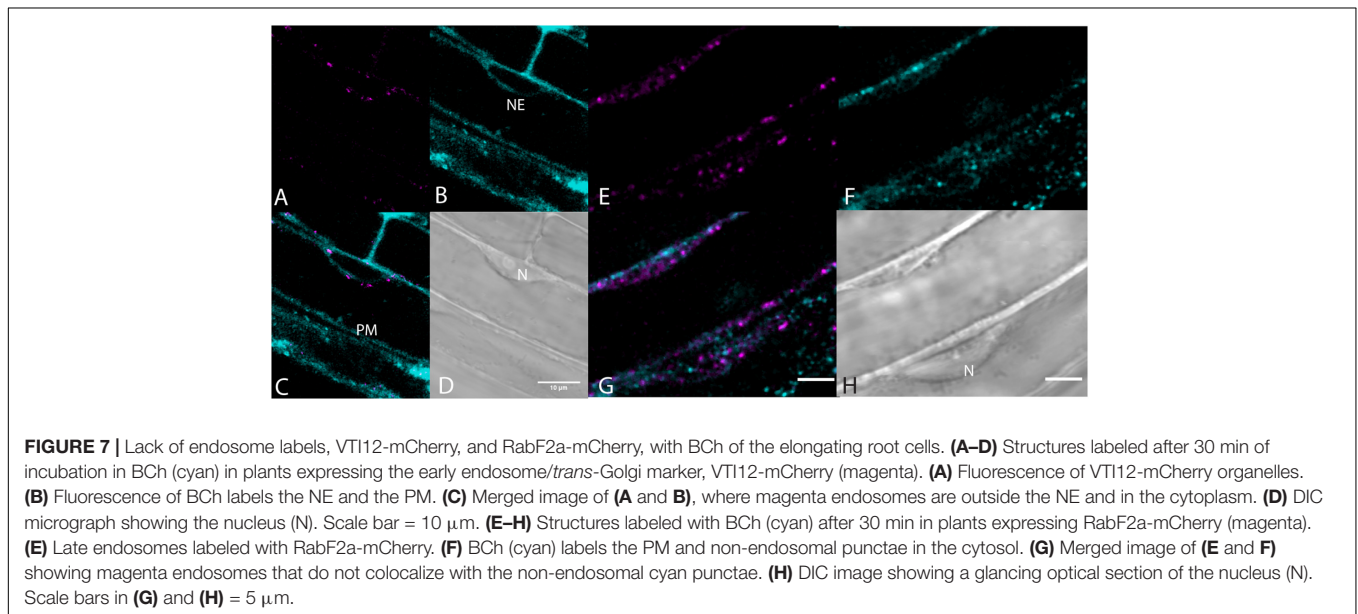 A
B
NE
C
PM
D
N
10 μm
E
F
G
H
N
FIGURE 7 | Lack of endosome labels, VTI12-mCherry, and RabF2a-mCherry, with BCh of the elongating root cells. (A–D) Structures labeled after 30 min of
incubation in BCh (cyan) in plants expressing the early endosome/trans-Golgi marker, VTI12-mCherry (magenta). (A) Fluorescence of VTI12-mCherry organelles.
(B) Fluorescence of BCh labels the NE and the PM. (C) Merged image of (A and B), where magenta endosomes are outside the NE and in the cytoplasm. (D) DIC
micrograph showing the nucleus (N). Scale bar = 10 μm. (E–H) Structures labeled with BCh (cyan) after 30 min in plants expressing RabF2a-mCherry (magenta).
(E) Late endosomes labeled with RabF2a-mCherry. (F) BCh (cyan) labels the PM and non-endosomal punctae in the cytosol. (G) Merged image of (E and F)
showing magenta endosomes that do not colocalize with the non-endosomal cyan punctae. (H) DIC image showing a glancing optical section of the nucleus (N).
Scale bars in (G) and (H) = 5 μm.